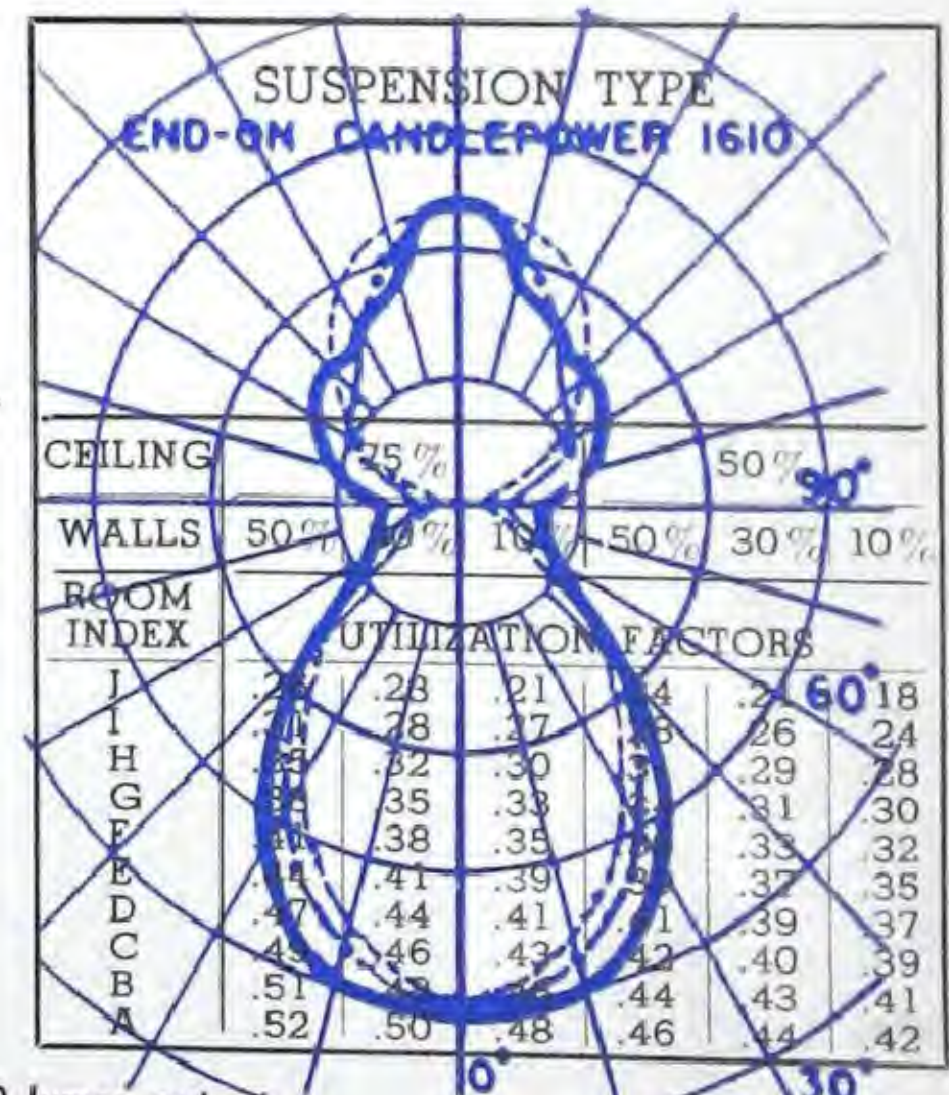 SUSPENSION TYPE
END-ON CANDLEPOWER 1610
CEILING 75% 50%
90°
WALLS 50% 10% 50% 30% 10%
ROOM
INDEX UTILIZATION FACTORS
60°
J .23 .21 .18
I .28 .27 .26 .24
H .32 .30 .29 .28
G .35 .33 .31 .30
F .38 .35 .33 .32
E .41 .39 .37 .35
D .47 .44 .41 .39 .37
C .46 .43 .42 .40 .39
B .51 .44 .43 .41
A .52 .50 .48 .46 .44 .42
0° 30°